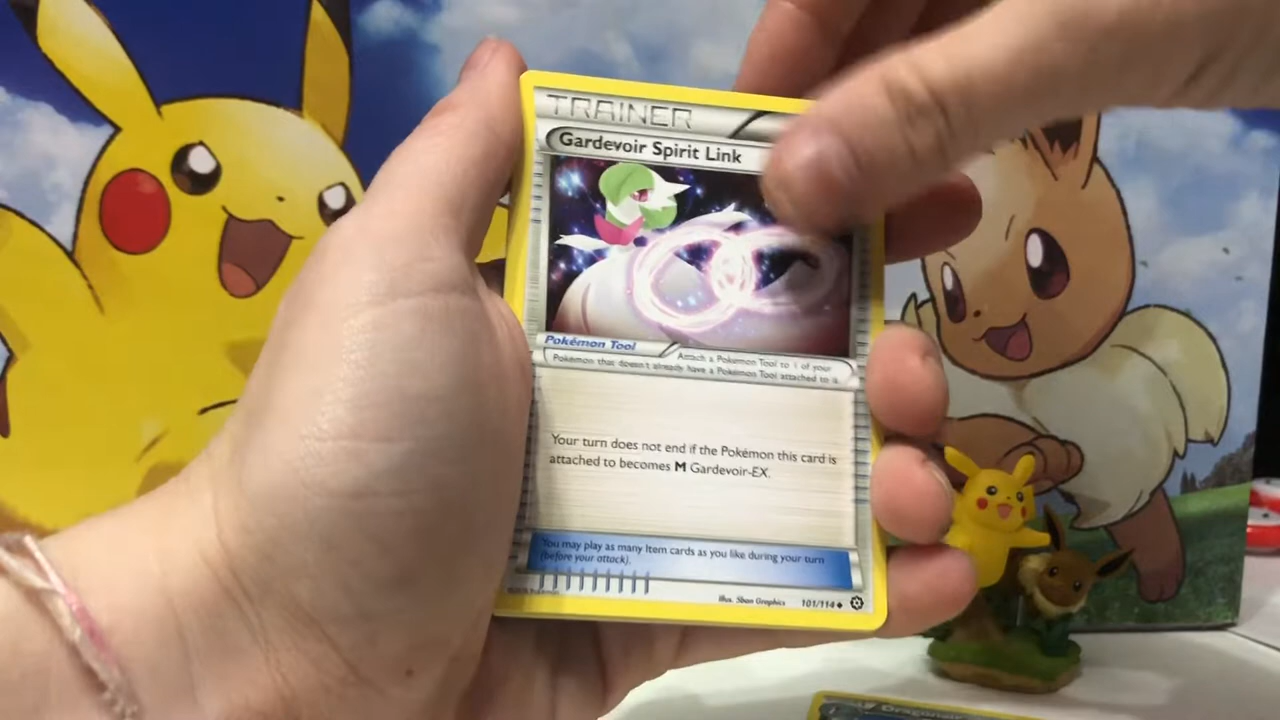 TRAINER
Gardevoir Spirit Link
Pokémon Tool
Attach a Pokémon Tool to 1 of your
Pokémon that doesn't already have a Pokémon Tool attached to it.
Your turn does not end if the Pokémon this card is
attached to becomes M Gardevoir-EX.
You may play as many Item cards as you like during your turn
(before your attack).
Illus. 5ban Graphics 101/114
Dragonair